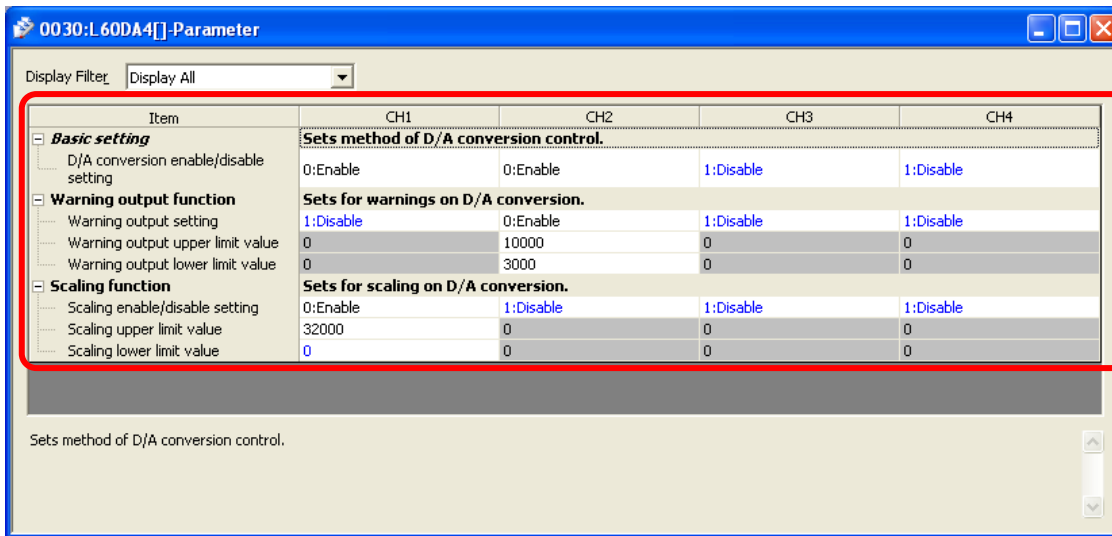 0030:L60DA4[]-Parameter
Display Filter Display All
Item CH1 CH2 CH3 CH4
Basic setting Sets method of D/A conversion control.
D/A conversion enable/disable
setting 0:Enable 0:Enable 1:Disable 1:Disable
Warning output function Sets for warnings on D/A conversion.
Warning output setting 1:Disable 0:Enable 1:Disable 1:Disable
Warning output upper limit value 0 10000 0 0
Warning output lower limit value 0 3000 0 0
Scaling function Sets for scaling on D/A conversion.
Scaling enable/disable setting 0:Enable 1:Disable 1:Disable 1:Disable
Scaling upper limit value 32000 0 0 0
Scaling lower limit value 0 0 0 0
Sets method of D/A conversion control.